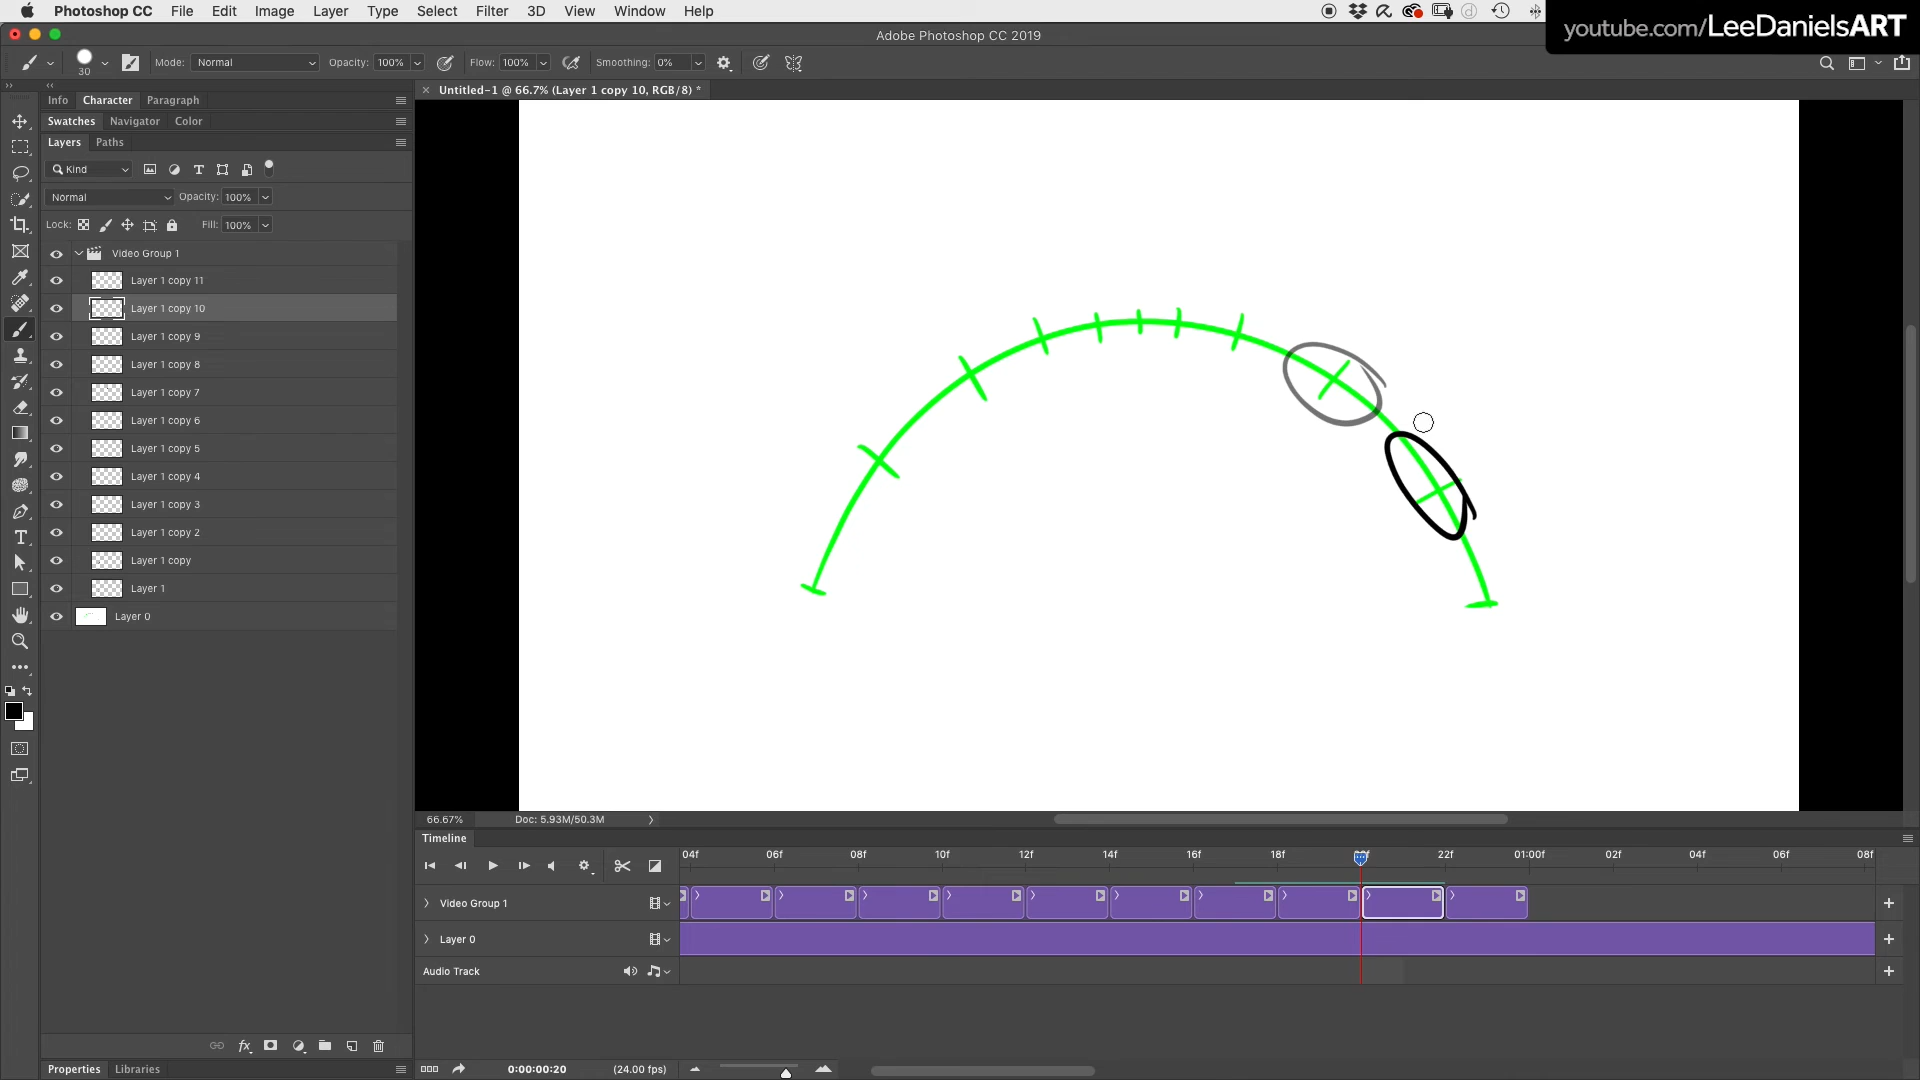 Photoshop CC File Edit Image Layer Type Select Filter 3D View Window Help
youtube.com/LeeDanielsART
Adobe Photoshop CC 2019
30 Mode: Normal Opacity: 100% Flow: 100% Smoothing: 0%
Info Character Paragraph
Untitled-1 @ 66.7% (Layer 1 copy 10, RGB/8) *
Swatches Navigator Color
Layers Paths
Kind
Normal Opacity: 100%
Lock: Fill: 100%
Video Group 1
Layer 1 copy 11
Layer 1 copy 10
Layer 1 copy 9
Layer 1 copy 8
Layer 1 copy 7
Layer 1 copy 6
Layer 1 copy 5
Layer 1 copy 4
Layer 1 copy 3
Layer 1 copy 2
Layer 1 copy
Layer 1
Layer 0
66.67% Doc: 5.93M/50.3M
Timeline
04f 06f 08f 10f 12f 14f 16f 18f 22f 01:00f 02f 04f 06f 08f
Video Group 1
Layer 0
Audio Track
Properties Libraries
0:00:00:20 (24.00 fps)